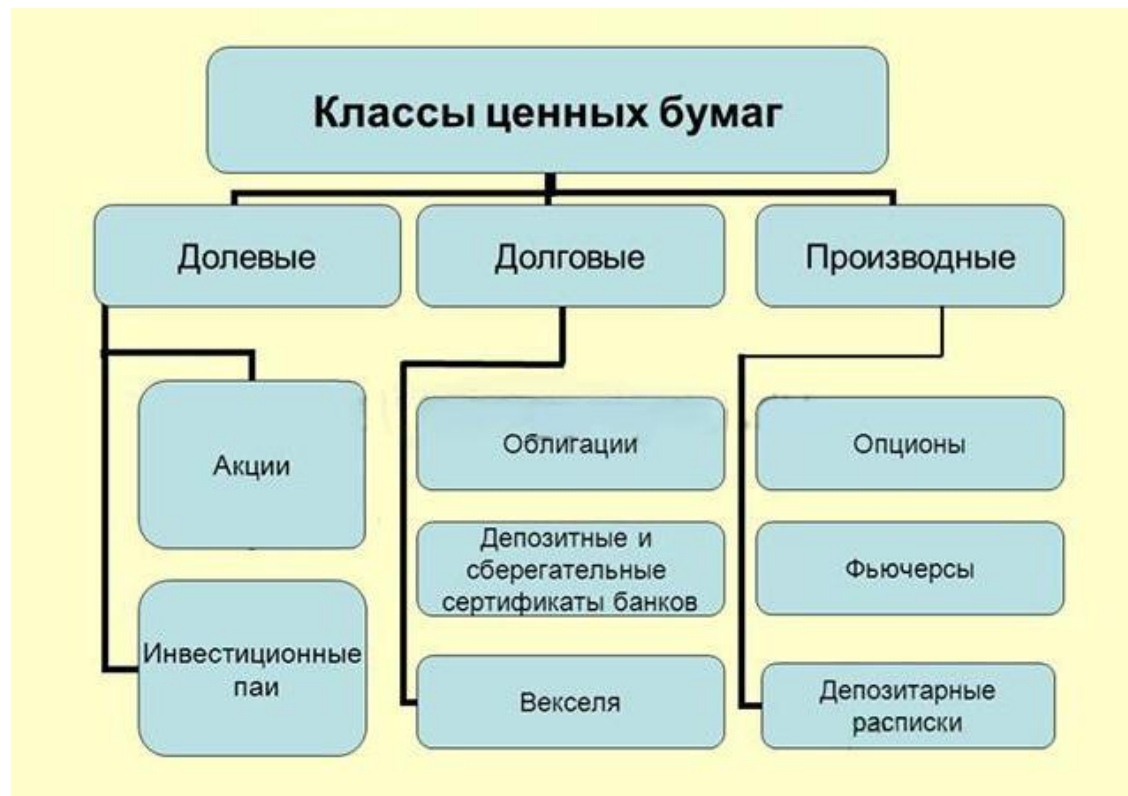 Классы ценных бумаг
Долевые
Долговые
Производные
Акции
Инвестиционные
паи
Облигации
Депозитные и
сберегательные
сертификаты банков
Векселя
Опционы
Фьючерсы
Депозитарные
расписки